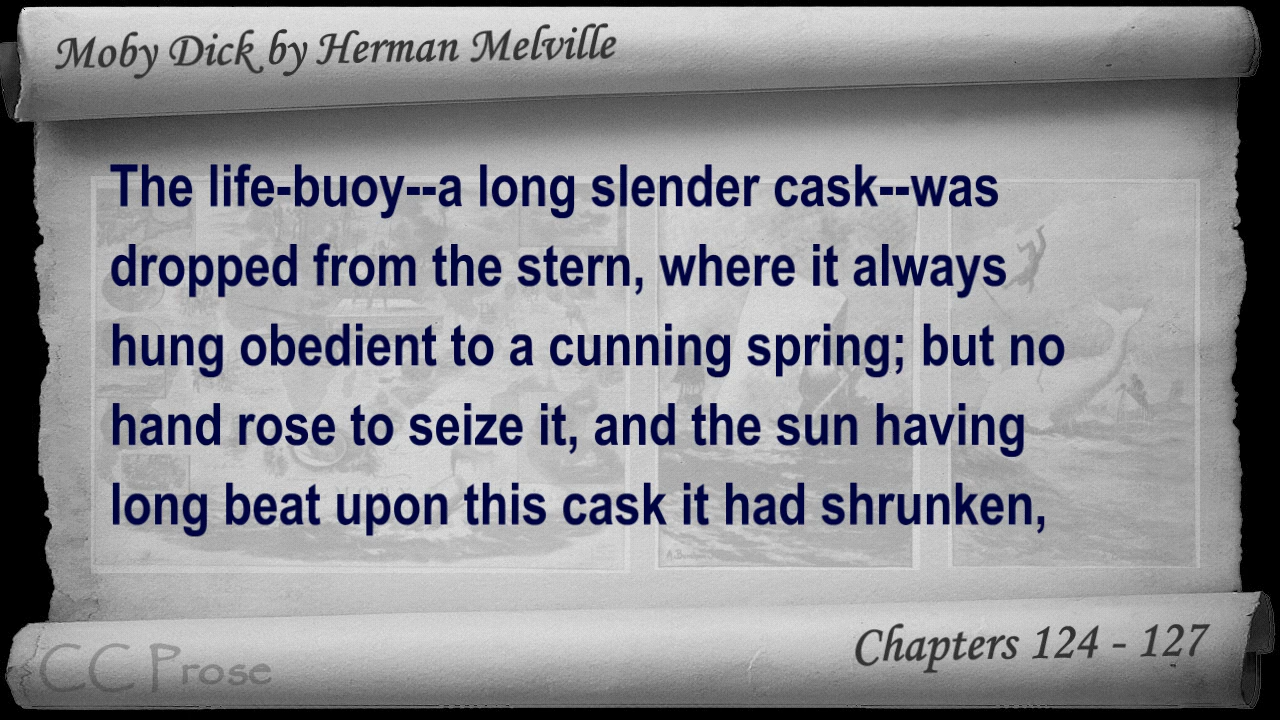 Moby Dick by Herman Melville
The life-buoy--a long slender cask--was
dropped from the stern, where it always
hung obedient to a cunning spring; but no
hand rose to seize it, and the sun having
long beat upon this cask it had shrunken,
Chapters 124 - 127
CC Prose